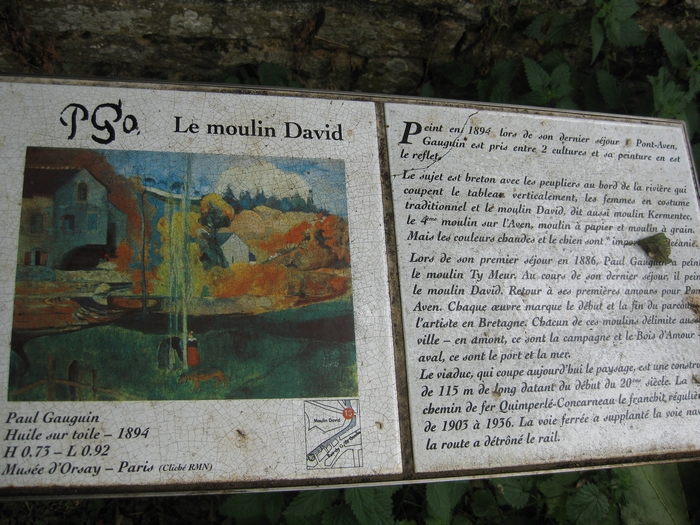 PGo.
Le moulin David
Paul Gauguin
Huile sur toile – 1894
H 0.73 – L 0.92
Musée d'Orsay – Paris (Cliché RMN)
Moulin David
Peint en 1894 lors de son dernier séjour à Pont-Aven,
Gauguin est pris entre 2 cultures et sa peinture en est
le reflet.
Le sujet est breton avec les peupliers au bord de la rivière qui
coupent le tableau verticalement, les femmes en costume
traditionnel et le moulin David, dit aussi moulin Kermentec,
le 4ème moulin sur l'Aven, moulin à papier et moulin à grain.
Mais les couleurs chaudes et le chien sont
Lors de son premier séjour en 1886, Paul Gauguin a peint
le moulin Ty Meur. Au cours de son dernier séjour, il peint
le moulin David. Retour à ses premières amours pour
Aven. Chaque œuvre marque le début et la fin du
l'artiste en Bretagne. Chacun de ces moulins délimite
ville – en amont, ce sont la campagne et le Bois d'Amour –
aval, ce sont le port et la mer.
Le viaduc, qui coupe aujourd'hui le paysage, est une
de 115 m de long datant du début du 20ème siècle. La
chemin de fer Quimperlé-Concarneau le franchit,
de 1903 à 1936. La voie ferrée a supplanté la voie
la route a détrôné le rail.